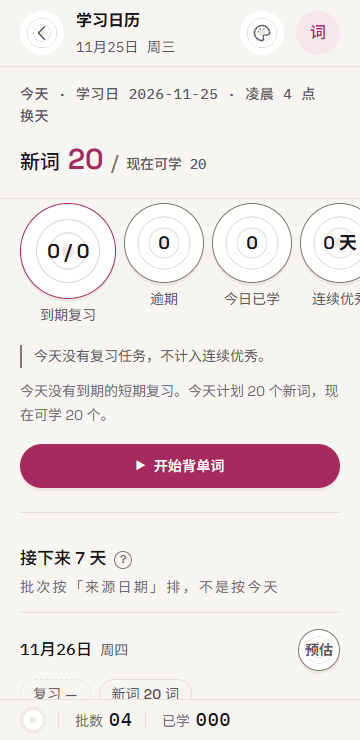 学习日历
11月25日 周三
词
今天 · 学习日 2026-11-25 · 凌晨 4 点
换天
新词 20 / 现在可学 20
0/0
0
0
0 天
到期复习
逾期
今日已学
连续优秀
今天没有复习任务，不计入连续优秀。
今天没有到期的短期复习。今天计划 20 个新词，现
在可学 20 个。
开始背单词
接下来 7 天 ?
批次按「来源日期」排，不是按今天
11月26日 周四
预估
复习 —
新词 20 词
批数 04
已学 000